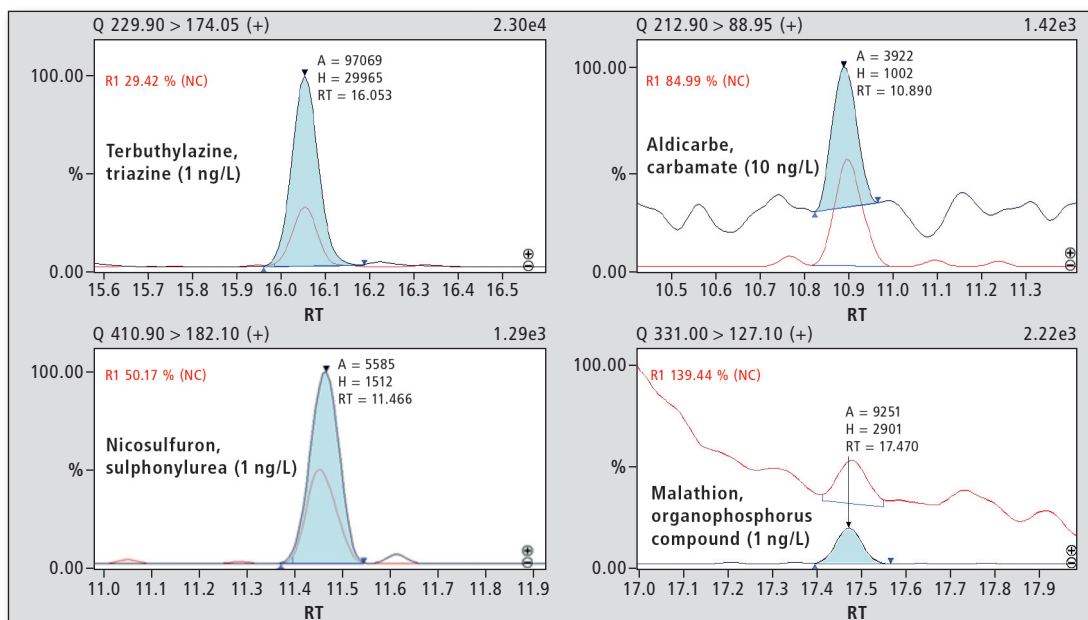 Q 229.90 > 174.05 (+) 2.30e4
A = 97069
H = 29965
RT = 16.053
100.00
R1 29.42 % (NC)
Terbuthylazine,
triazine (1 ng/L)
%
0.00
15.6 15.7 15.8 15.9 16.0 16.1 16.2 16.3 16.4 16.5
RT
Q 212.90 > 88.95 (+) 1.42e3
A = 3922
H = 1002
RT = 10.890
100.00
R1 84.99 % (NC)
Aldicarbe,
carbamate (10 ng/L)
%
0.00
10.5 10.6 10.7 10.8 10.9 11.0 11.1 11.2 11.3
RT
Q 410.90 > 182.10 (+) 1.29e3
A = 5585
H = 1512
RT = 11.466
100.00
R1 50.17 % (NC)
Nicosulfuron,
sulphonylurea (1 ng/L)
%
0.00
11.0 11.1 11.2 11.3 11.4 11.5 11.6 11.7 11.8 11.9
RT
Q 331.00 > 127.10 (+) 2.22e3
100.00
R1 139.44 % (NC)
A = 9251
H = 2901
RT = 17.470
%
Malathion,
organophosphorus
compound (1 ng/L)
0.00
17.0 17.1 17.2 17.3 17.4 17.5 17.6 17.7 17.8 17.9
RT